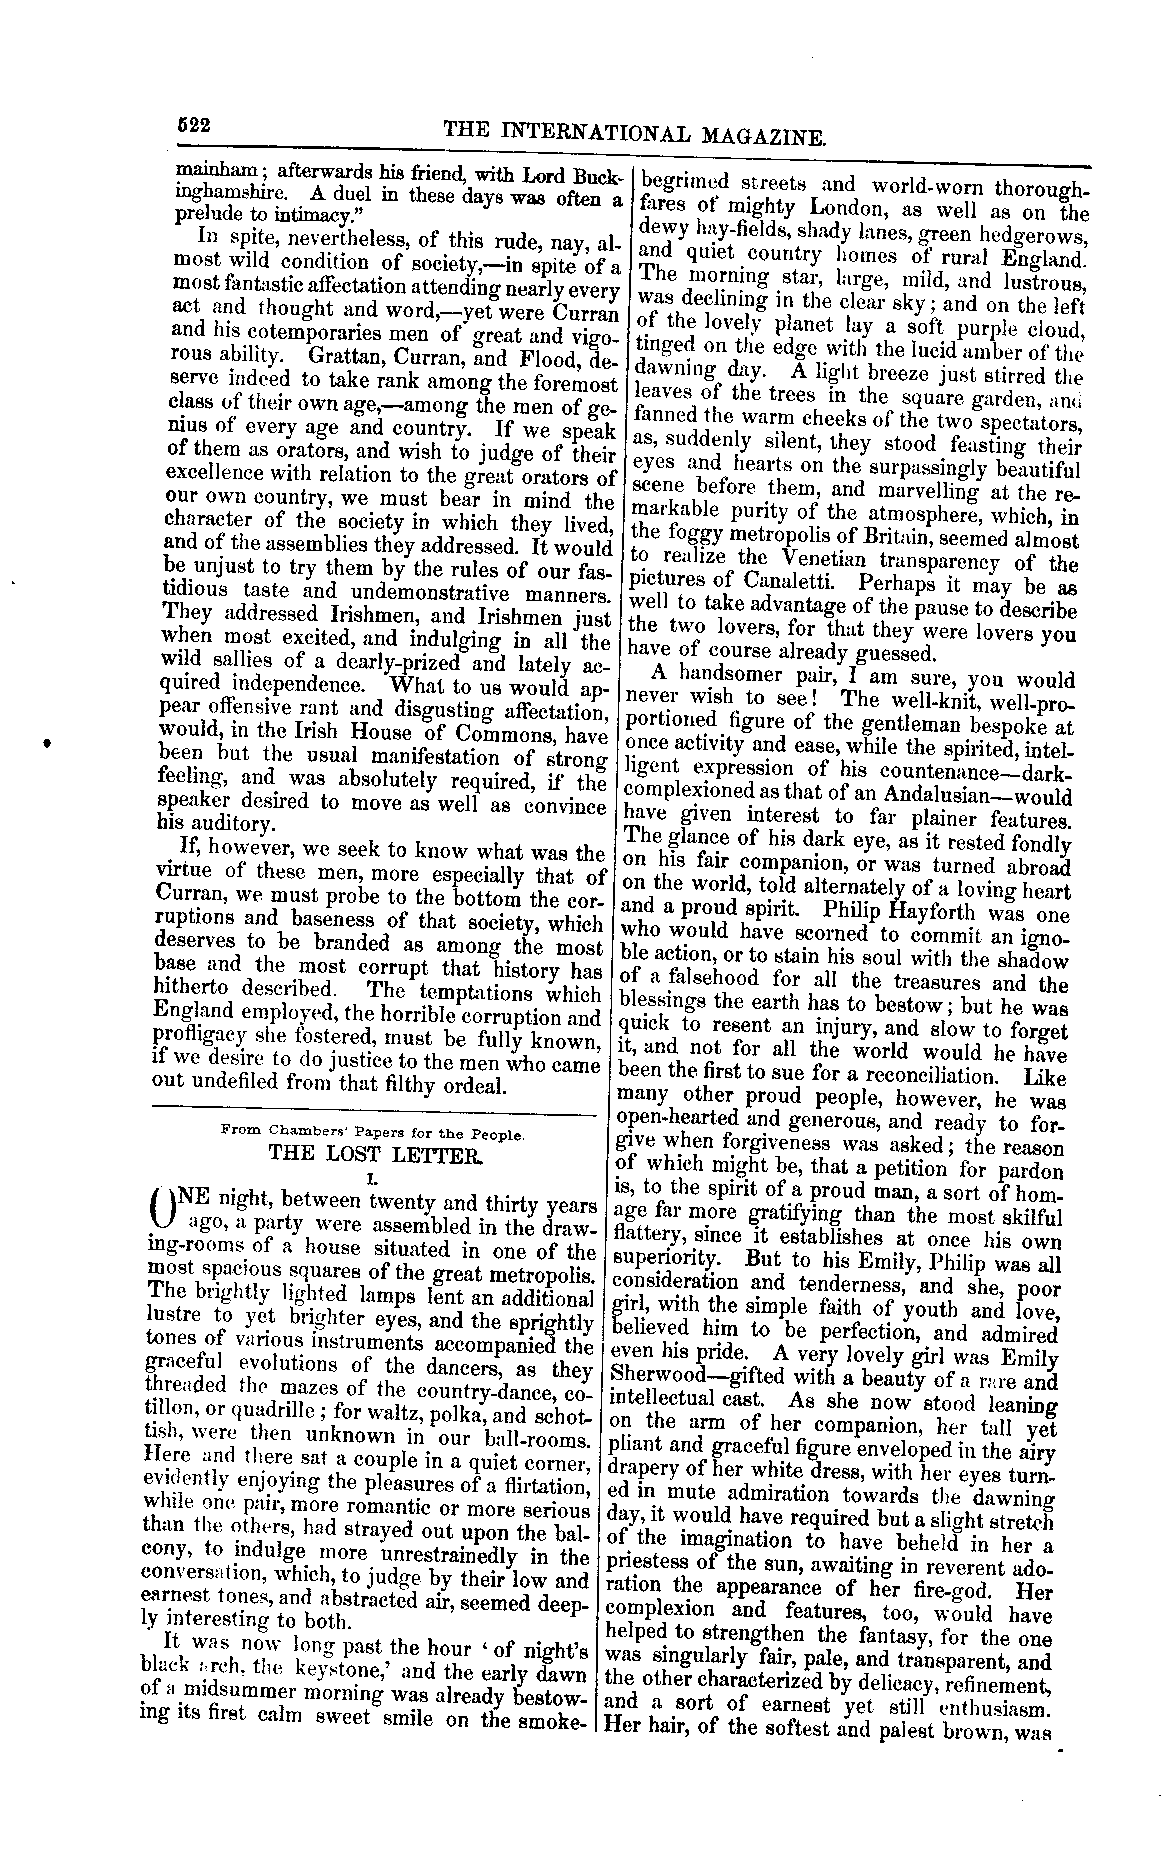 522
THE INTERNATIONAL MAGAZINE.
mainham; afterwards his friend, with Lord Buck-
inghamshire. A duel in these days was often a
prelude to intimacy."
In spite, nevertheless, of this rude, nay, al-
most wild condition of society,—in spite of a
most fantastic affectation attending nearly every
act and thought and word,—yet were Curran
and his cotemporaries men of great and vigo-
rous ability. Grattan, Curran, and Flood, de-
serve indeed to take rank among the foremost
class of their own age,—among the men of ge-
nius of every age and country. If we speak
of them as orators, and wish to judge of their
excellence with relation to the great orators of
our own country, we must bear in mind the
character of the society in which they lived,
and of the assemblies they addressed. It would
be unjust to try them by the rules of our fas-
tidious taste and undemonstrative manners.
They addressed Irishmen, and Irishmen just
when most excited, and indulging in all the
wild sallies of a dearly-prized and lately ac-
quired independence. What to us would ap-
pear offensive rant and disgusting affectation,
would, in the Irish House of Commons, have
been but the usual manifestation of strong
feeling, and was absolutely required, if the
speaker desired to move as well as convince
his auditory.
If, however, we seek to know what was the
virtue of these men, more especially that of
Curran, we must probe to the bottom the cor-
ruptions and baseness of that society, which
deserves to be branded as among the most
base and the most corrupt that history has
hitherto described. The temptations which
England employed, the horrible corruption and
profligacy she fostered, must be fully known,
if we desire to do justice to the men who came
out undefiled from that filthy ordeal.
From Chambers' Papers for the People.
THE LOST LETTER.
I.
ONE night, between twenty and thirty years
ago, a party were assembled in the draw-
ing-rooms of a house situated in one of the
most spacious squares of the great metropolis.
The brightly lighted lamps lent an additional
lustre to yet brighter eyes, and the sprightly
tones of various instruments accompanied the
graceful evolutions of the dancers, as they
threaded the mazes of the country-dance, co-
tillon, or quadrille; for waltz, polka, and schot-
tish, were then unknown in our ball-rooms.
Here and there sat a couple in a quiet corner,
evidently enjoying the pleasures of a flirtation,
while one pair, more romantic or more serious
than the others, had strayed out upon the bal-
cony, to indulge more unrestrainedly in the
conversation, which, to judge by their low and
earnest tones, and abstracted air, seemed deep-
ly interesting to both.
It was now long past the hour 'of night's
black arch, the keystone,' and the early dawn
of a midsummer morning was already bestow-
ing its first calm sweet smile on the smoke-
begrimed streets and world-worn thorough-
fares of mighty London, as well as on the
dewy hay-fields, shady lanes, green hedgerows,
and quiet country homes of rural England.
The morning star, large, mild, and lustrous,
was declining in the clear sky; and on the left
of the lovely planet lay a soft purple cloud,
tinged on the edge with the lucid amber of the
dawning day. A light breeze just stirred the
leaves of the trees in the square garden, and
fanned the warm cheeks of the two spectators,
as, suddenly silent, they stood feasting their
eyes and hearts on the surpassingly beautiful
scene before them, and marvelling at the re-
markable purity of the atmosphere, which, in
the foggy metropolis of Britain, seemed almost
to realize the Venetian transparency of the
pictures of Canaletti. Perhaps it may be as
well to take advantage of the pause to describe
the two lovers, for that they were lovers you
have of course already guessed.
A handsomer pair, I am sure, you would
never wish to see! The well-knit, well-pro-
portioned figure of the gentleman bespoke at
once activity and ease, while the spirited, intel-
ligent expression of his countenance—dark-
complexioned as that of an Andalusian—would
have given interest to far plainer features.
The glance of his dark eye, as it rested fondly
on his fair companion, or was turned abroad
on the world, told alternately of a loving heart
and a proud spirit. Philip Hayforth was one
who would have scorned to commit an igno-
ble action, or to stain his soul with the shadow
of a falsehood for all the treasures and the
blessings the earth has to bestow; but he was
quick to resent an injury, and slow to forget
it, and not for all the world would he have
been the first to sue for a reconciliation. Like
many other proud people, however, he was
open-hearted and generous, and ready to for-
give when forgiveness was asked; the reason
of which might be, that a petition for pardon
is, to the spirit of a proud man, a sort of hom-
age far more gratifying than the most skilful
flattery, since it establishes at once his own
superiority. But to his Emily, Philip was all
consideration and tenderness, and she, poor
girl, with the simple faith of youth and love,
believed him to be perfection, and admired
even his pride. A very lovely girl was Emily
Sherwood—gifted with a beauty of a rare and
intellectual cast. As she now stood leaning
on the arm of her companion, her tall yet
pliant and graceful figure enveloped in the airy
drapery of her white dress, with her eyes turn-
ed in mute admiration towards the dawning
day, it would have required but a slight stretch
of the imagination to have beheld in her a
priestess of the sun, awaiting in reverent ado-
ration the appearance of her fire-god. Her
complexion and features, too, would have
helped to strengthen the fantasy, for the one
was singularly fair, pale, and transparent, and
the other characterized by delicacy, refinement,
and a sort of earnest yet still enthusiasm.
Her hair, of the softest and palest brown, was